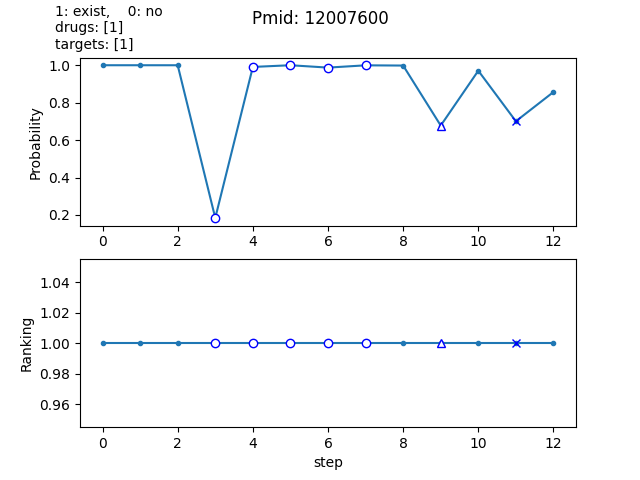 1: exist,    0: no
drugs: [1]
targets: [1]
Pmid: 12007600
1.0
0.8
0.6
0.4
0.2
Probability
0 2 4 6 8 10 12
1.04
1.02
1.00
0.98
0.96
Ranking
0 2 4 6 8 10 12
step